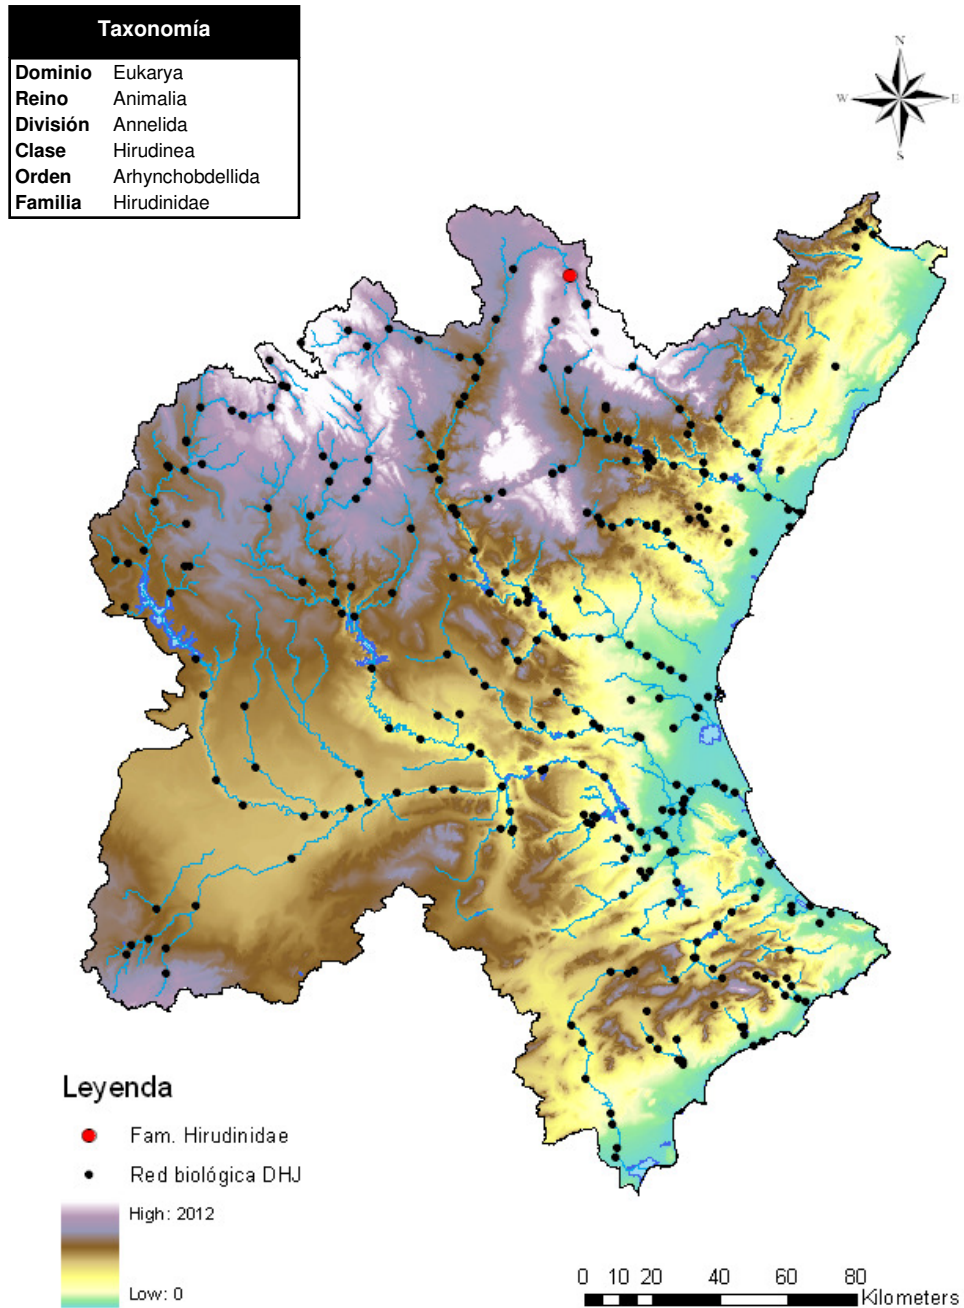 Taxonomía
Dominio Eukarya
Reino Animalia
División Annelida
Clase Hirudinea
Orden Arhynchobdellida
Familia Hirudinidae
N
W E
S
Leyenda
Fam. Hirudinidae
Red biológica DHJ
High: 2012
Low: 0
0 10 20 40 60 80
Kilometers